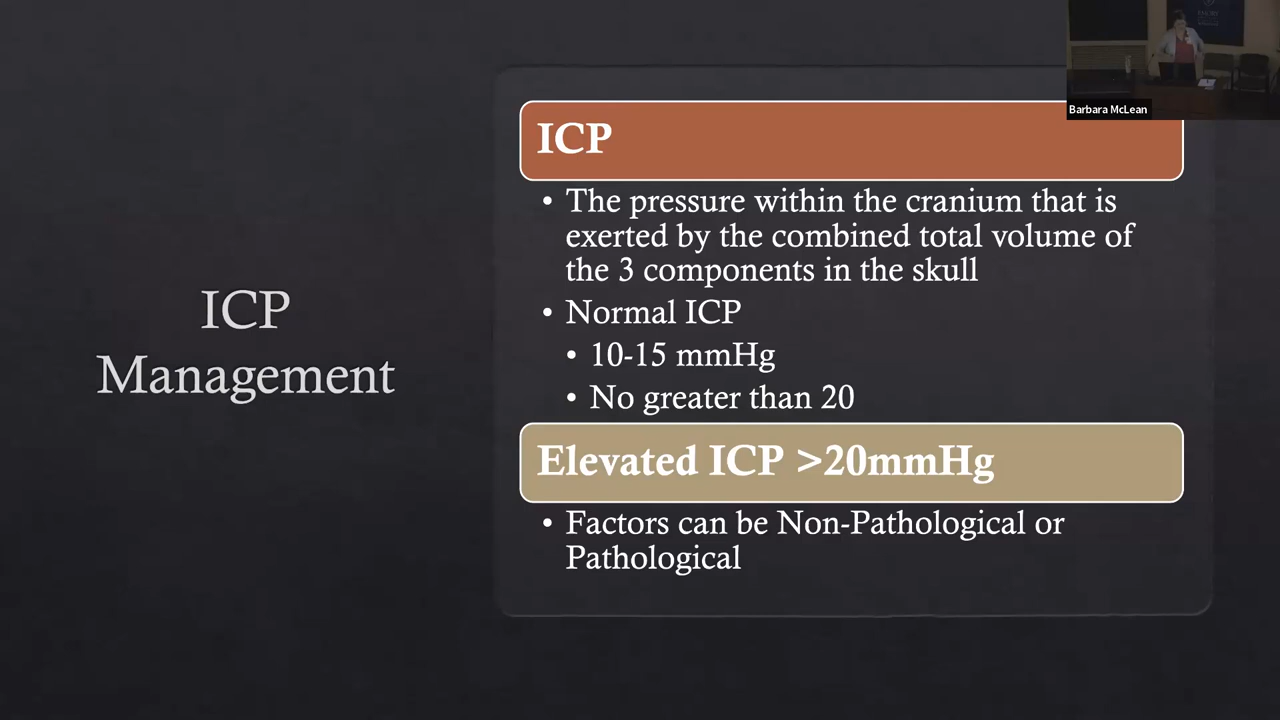 Barbara McLean
ICP
Management
ICP
• The pressure within the cranium that is
exerted by the combined total volume of
the 3 components in the skull
• Normal ICP
• 10-15 mmHg
• No greater than 20
Elevated ICP >20mmHg
• Factors can be Non-Pathological or
Pathological